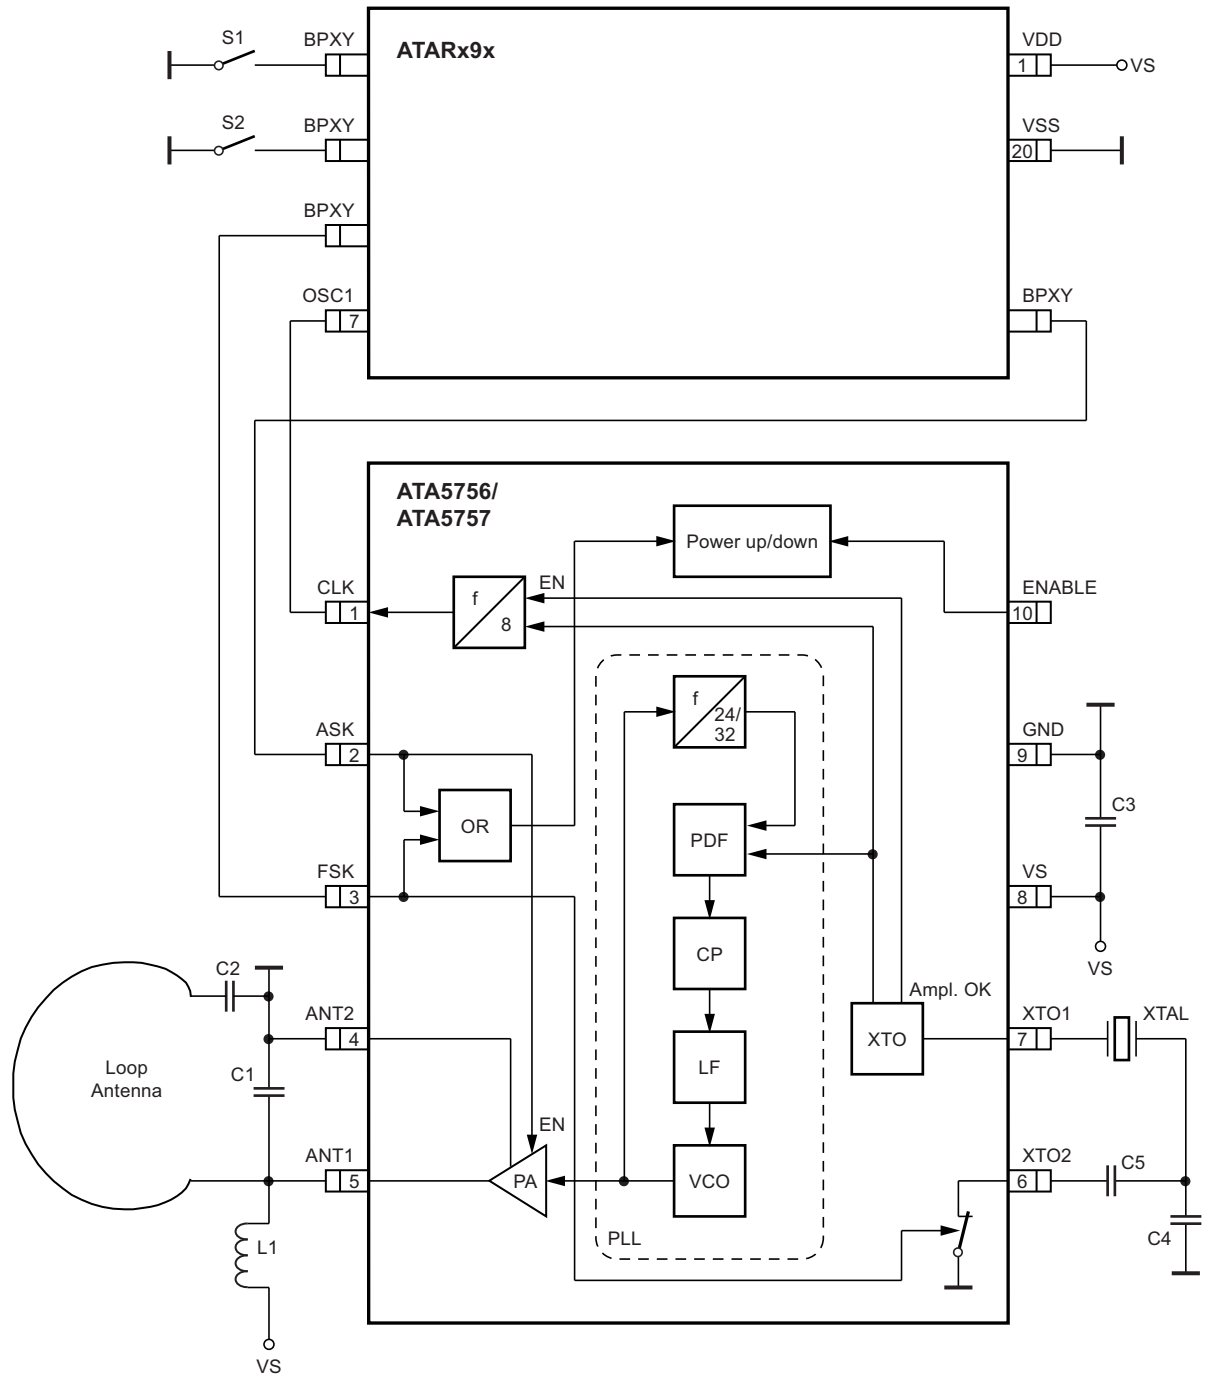 S1
BPXY
ATARx9x
VDD
1
VS
S2
BPXY
VSS
20
BPXY
OSC1
7
BPXY
ATA5756/
ATA5757
Power up/down
CLK
1
f
8
EN
ENABLE
10
f
24/
32
ASK
2
GND
9
OR
PDF
C3
FSK
3
VS
8
CP
VS
C2
Ampl. OK
ANT2
4
XTO
XTO1
7
XTAL
Loop
Antenna
C1
LF
EN
ANT1
5
PA
VCO
XTO2
6
C5
PLL
C4
L1
VS